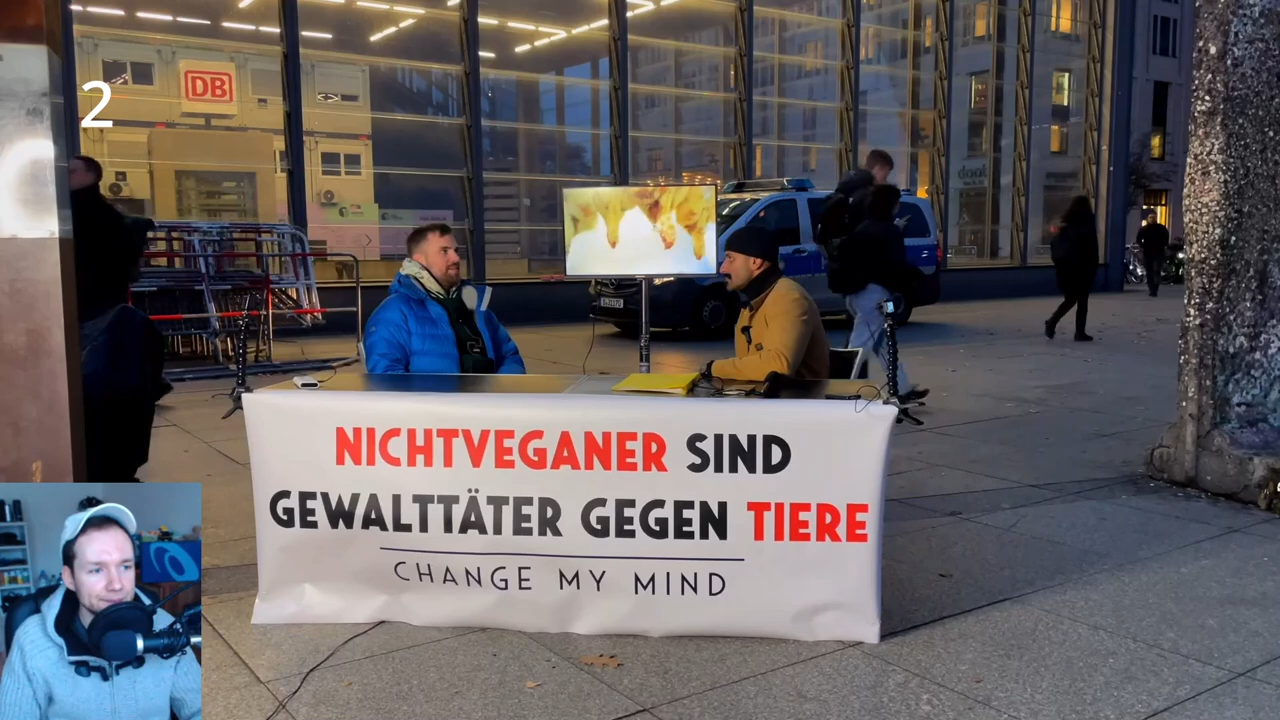 2
DB
NICHTVEGANER SIND
GEWALTTÄTER GEGEN TIERE
CHANGE MY MIND